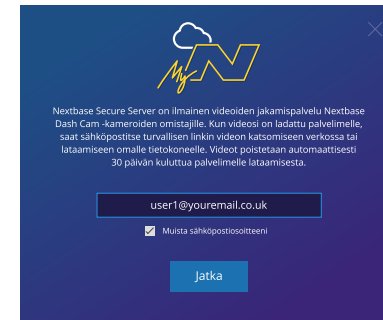 My N
Nextbase Secure Server on ilmainen videoiden jakamispalvelu Nextbase
Dash Cam -kameroiden omistajille. Kun videosi on ladattu palvelimelle,
saat sähköpostitse turvallisen linkin videon katsomiseen verkossa tai
lataamiseen omalle tietokoneelle. Videot poistetaan automaattisesti
30 päivän kuluttua palvelimelle lataamisesta.
user1@youremail.co.uk
Muista sähköpostiosoitteeni
Jatka